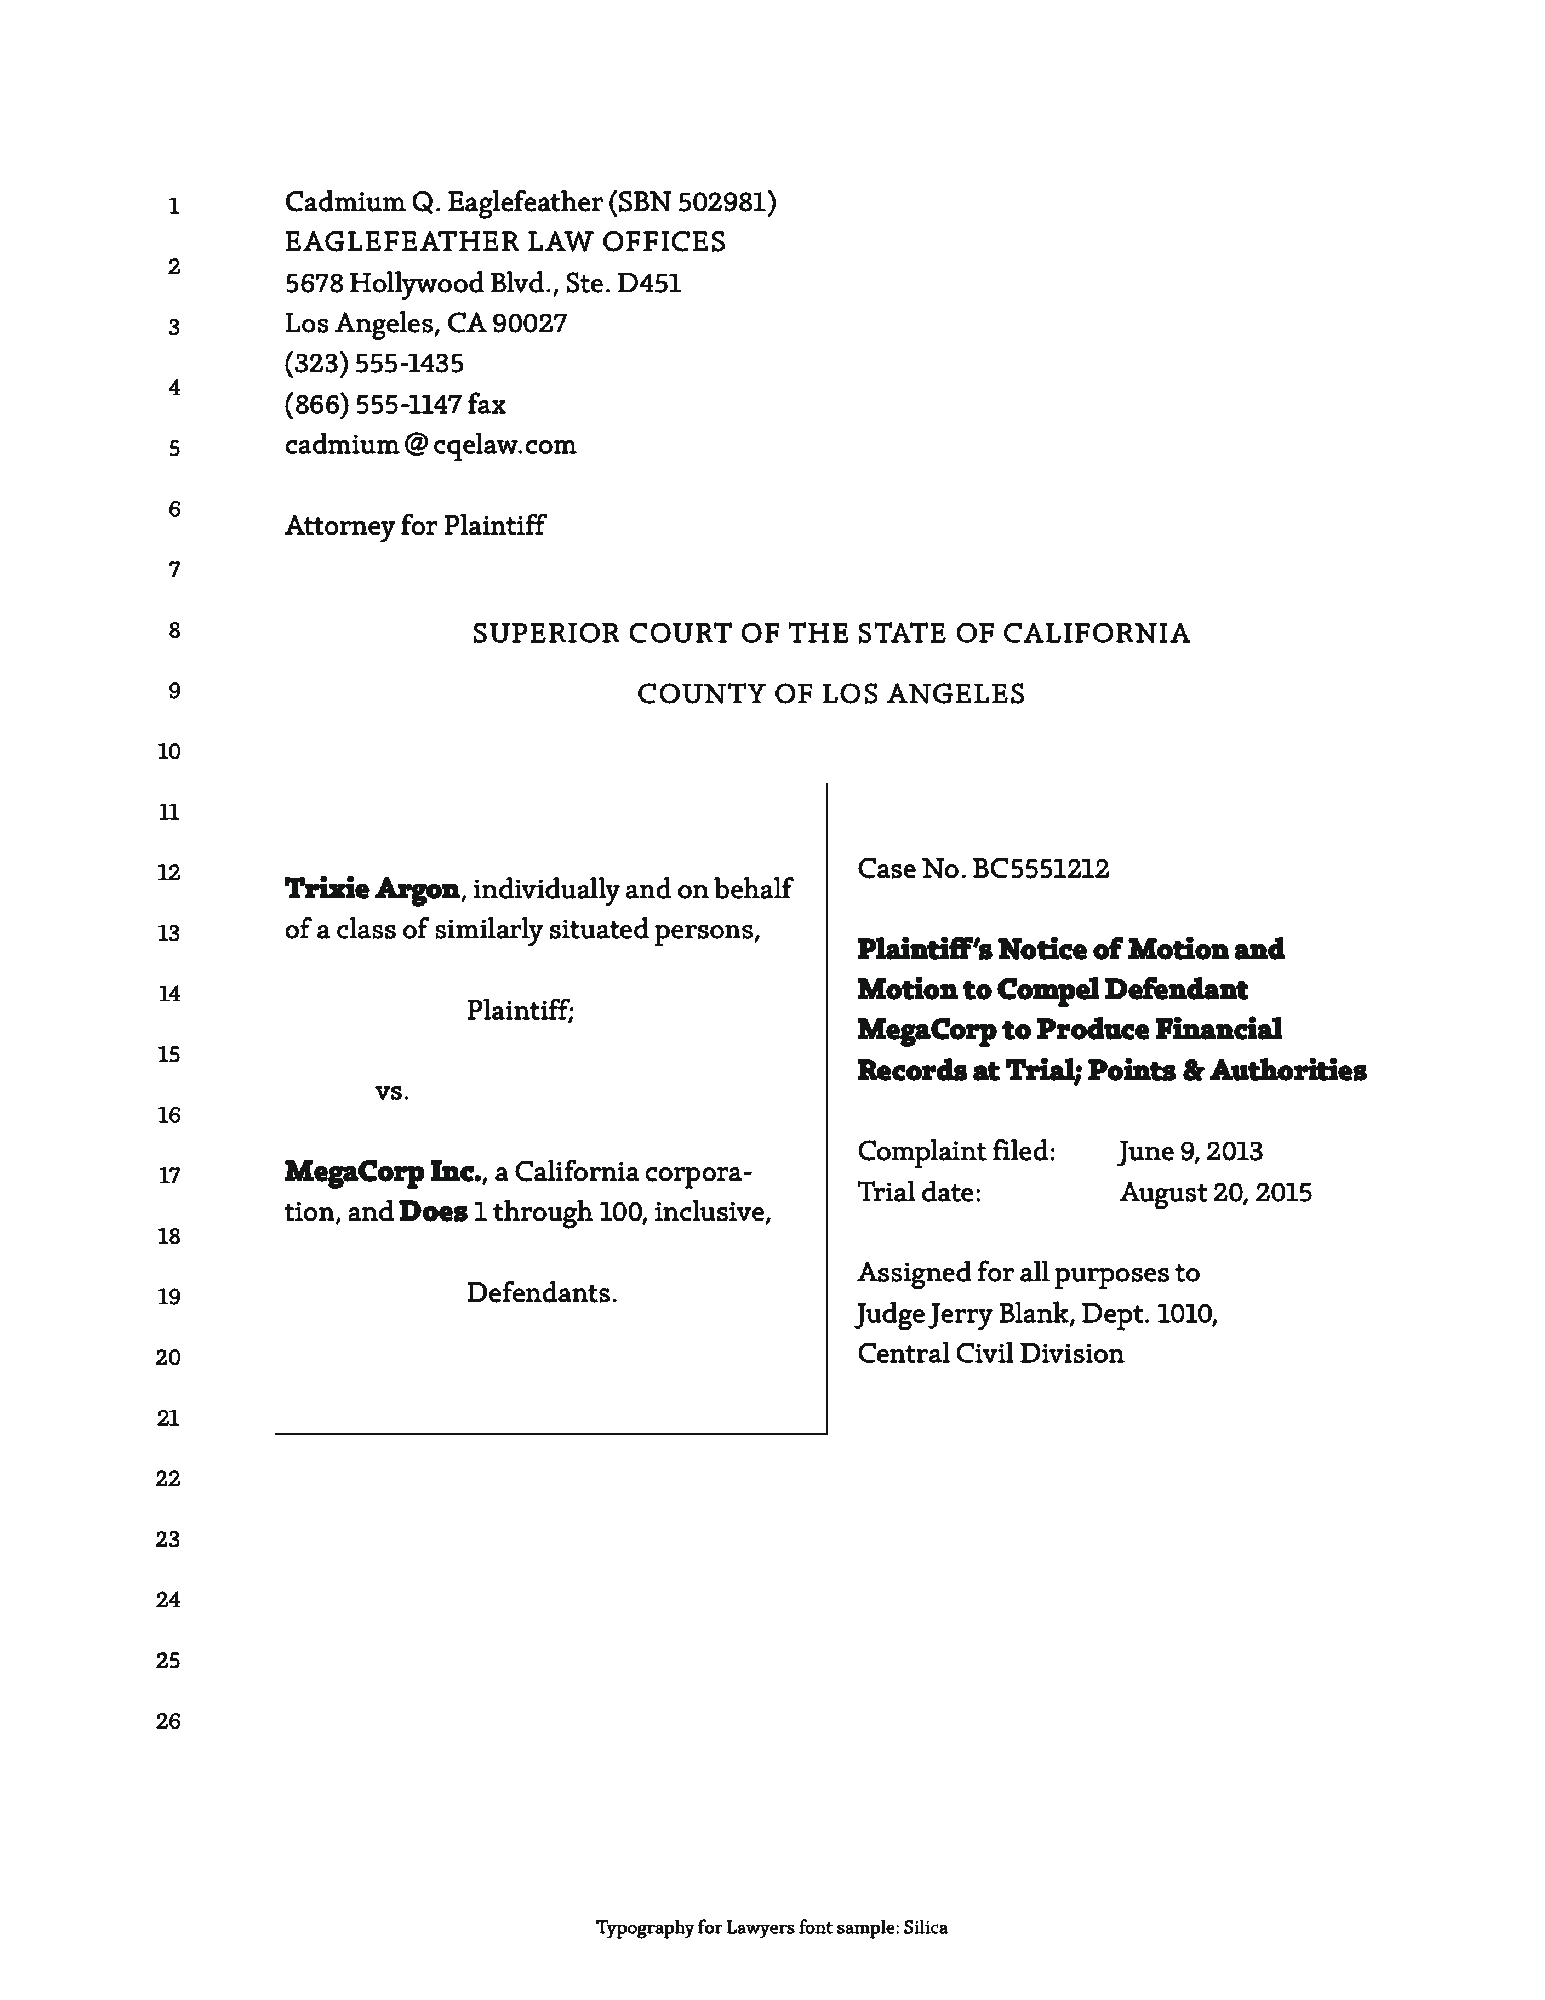 1
2
3
4
5
6
7
8
9
10
11
12
13
14
15
16
17
18
19
20
21
22
23
24
25
26
Cadmium Q. Eaglefeather (SBN 502981)
EAGLEFEATHER LAW OFFICES
5678 Hollywood Blvd., Ste. D451
Los Angeles, CA 90027
(323) 555-1435
(866) 555-1147 fax
cadmium@cqelaw.com
Attorney for Plaintiff
SUPERIOR COURT OF THE STATE OF CALIFORNIA
COUNTY OF LOS ANGELES
Trixie Argon, individually and on behalf
of a class of similarly situated persons,
Plaintiff;
vs.
MegaCorp Inc., a California corpora-
tion, and Does 1 through 100, inclusive,
Defendants.
Case No. BC5551212
Plaintiff’s Notice of Motion and
Motion to Compel Defendant
MegaCorp to Produce Financial
Records at Trial; Points & Authorities
Complaint filed: June 9, 2013
Trial date: August 20, 2015
Assigned for all purposes to
Judge Jerry Blank, Dept. 1010,
Central Civil Division
Typography for Lawyers font sample: Silica